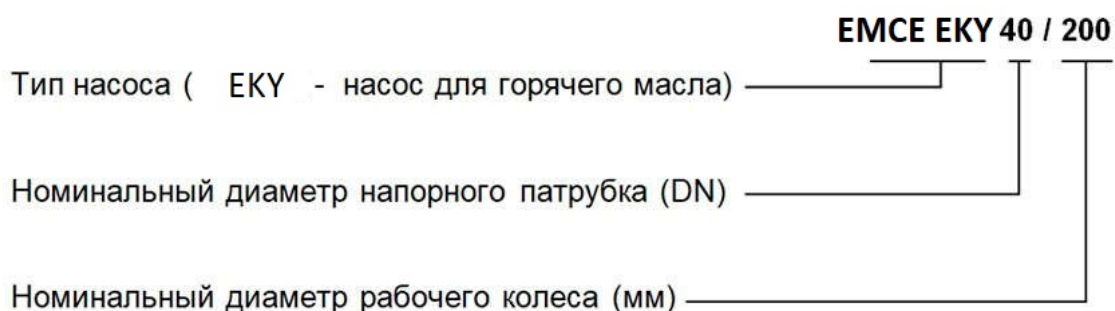 EMCE EKY 40 / 200
Тип насоса ( EKY - насос для горячего масла)
Номинальный диаметр напорного патрубка (DN)
Номинальный диаметр рабочего колеса (мм)